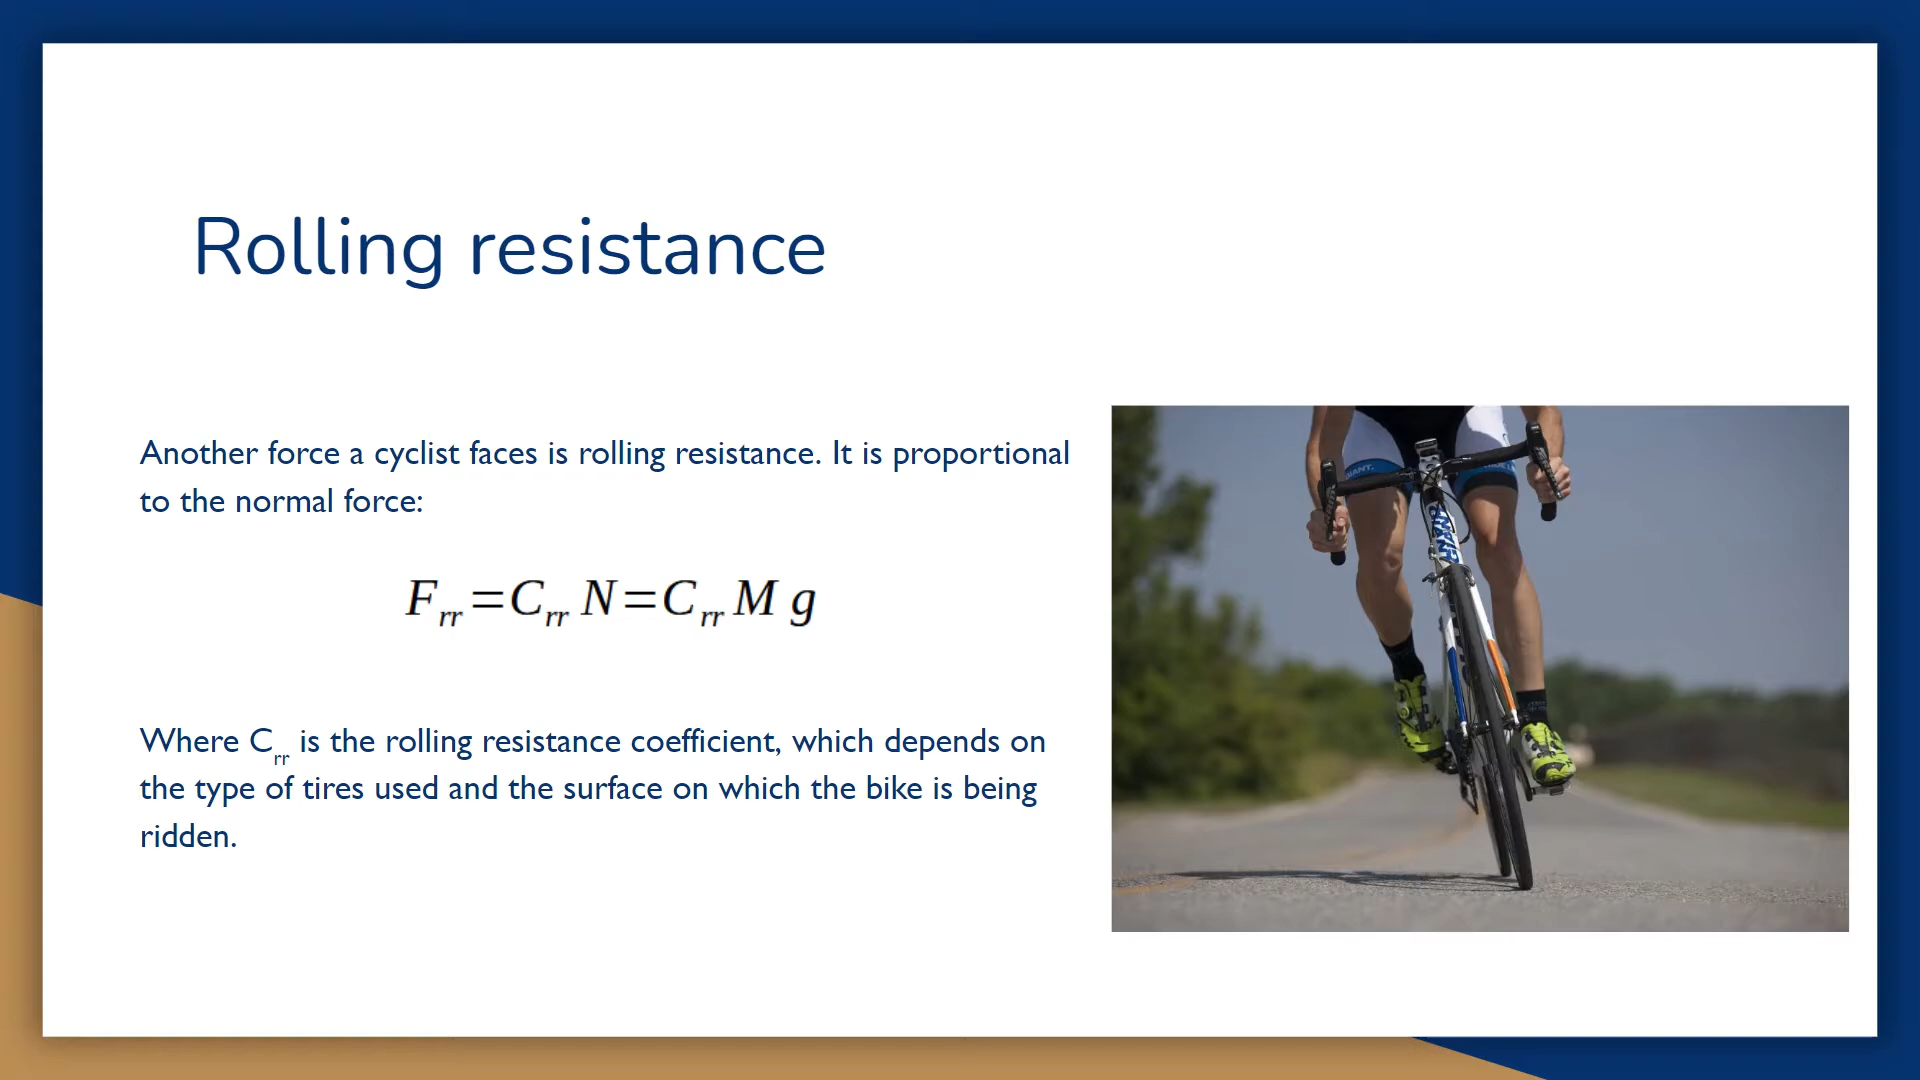 Rolling resistance
Another force a cyclist faces is rolling resistance. It is proportional
to the normal force:
F_rr = C_rr N = C_rr M g
Where C_rr is the rolling resistance coefficient, which depends on
the type of tires used and the surface on which the bike is being
ridden.
GIANT